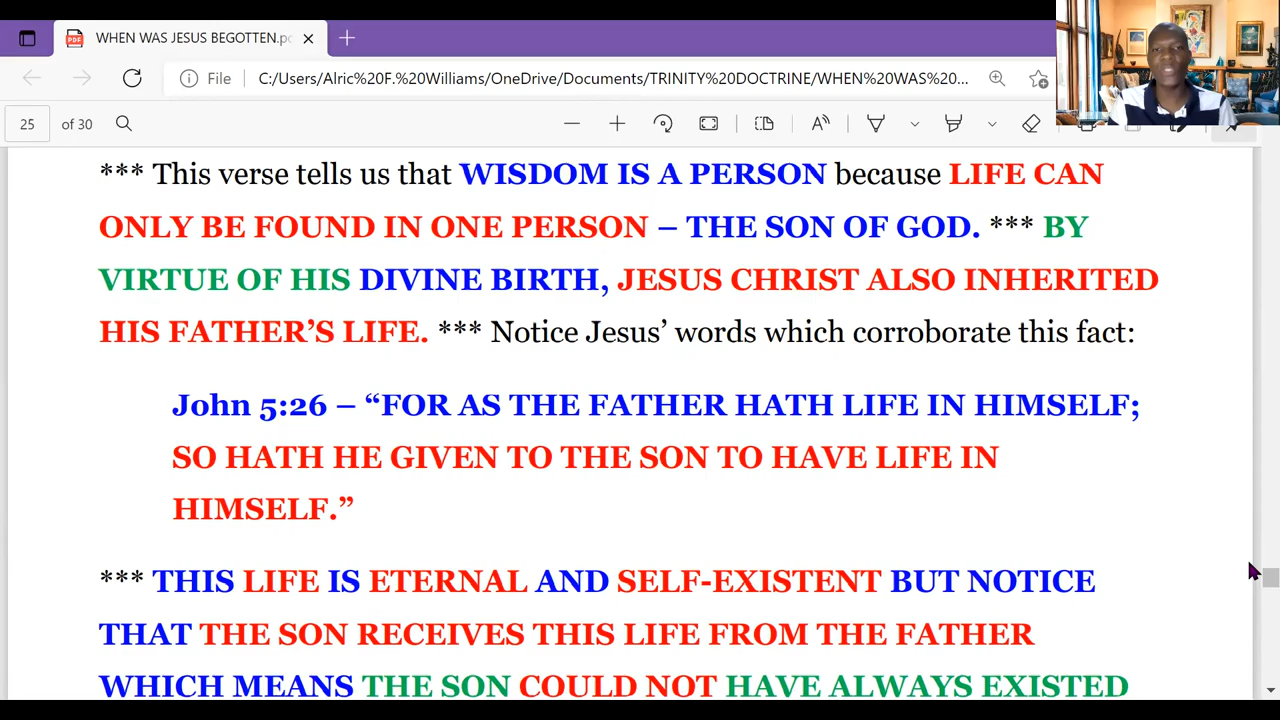 WHEN WAS JESUS BEGOTTEN.pd
File C:/Users/Alric%20F.%20Williams/OneDrive/Documents/TRINITY%20DOCTRINE/WHEN%20WAS%20...
25 of 30
*** This verse tells us that WISDOM IS A PERSON because LIFE CAN
ONLY BE FOUND IN ONE PERSON – THE SON OF GOD. *** BY
VIRTUE OF HIS DIVINE BIRTH, JESUS CHRIST ALSO INHERITED
HIS FATHER’S LIFE. *** Notice Jesus’ words which corroborate this fact:
John 5:26 – “FOR AS THE FATHER HATH LIFE IN HIMSELF;
SO HATH HE GIVEN TO THE SON TO HAVE LIFE IN
HIMSELF.”
*** THIS LIFE IS ETERNAL AND SELF-EXISTENT BUT NOTICE
THAT THE SON RECEIVES THIS LIFE FROM THE FATHER
WHICH MEANS THE SON COULD NOT HAVE ALWAYS EXISTED